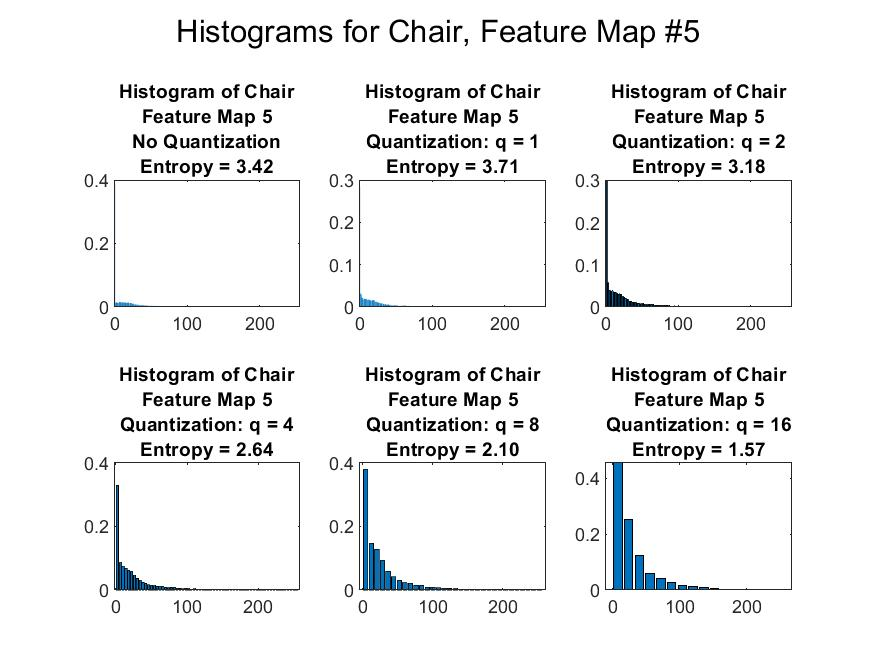 Histograms for Chair, Feature Map #5
Histogram of Chair
Feature Map 5
No Quantization
Entropy = 3.42
0.4
0.2
0
0 100 200
Histogram of Chair
Feature Map 5
Quantization: q = 1
Entropy = 3.71
0.3
0.2
0.1
0
0 100 200
Histogram of Chair
Feature Map 5
Quantization: q = 2
Entropy = 3.18
0.3
0.2
0.1
0
0 100 200
Histogram of Chair
Feature Map 5
Quantization: q = 4
Entropy = 2.64
0.4
0.2
0
0 100 200
Histogram of Chair
Feature Map 5
Quantization: q = 8
Entropy = 2.10
0.4
0.2
0
0 100 200
Histogram of Chair
Feature Map 5
Quantization: q = 16
Entropy = 1.57
0.4
0.2
0
0 100 200